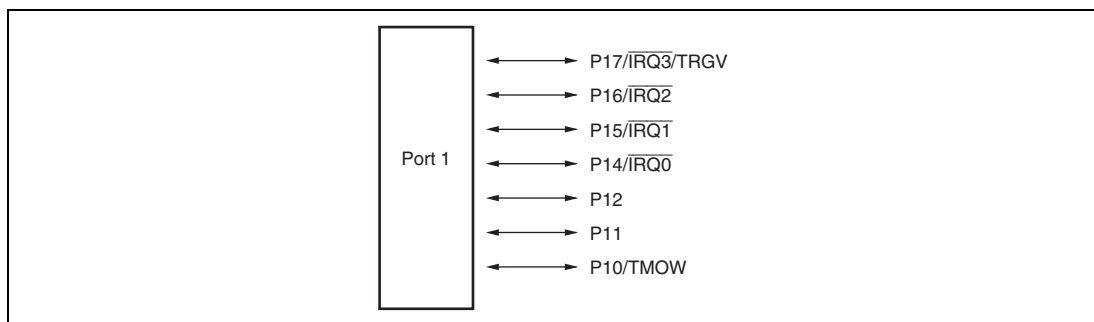 Port 1
P17/IRQ3/TRGV
P16/IRQ2
P15/IRQ1
P14/IRQ0
P12
P11
P10/TMOW